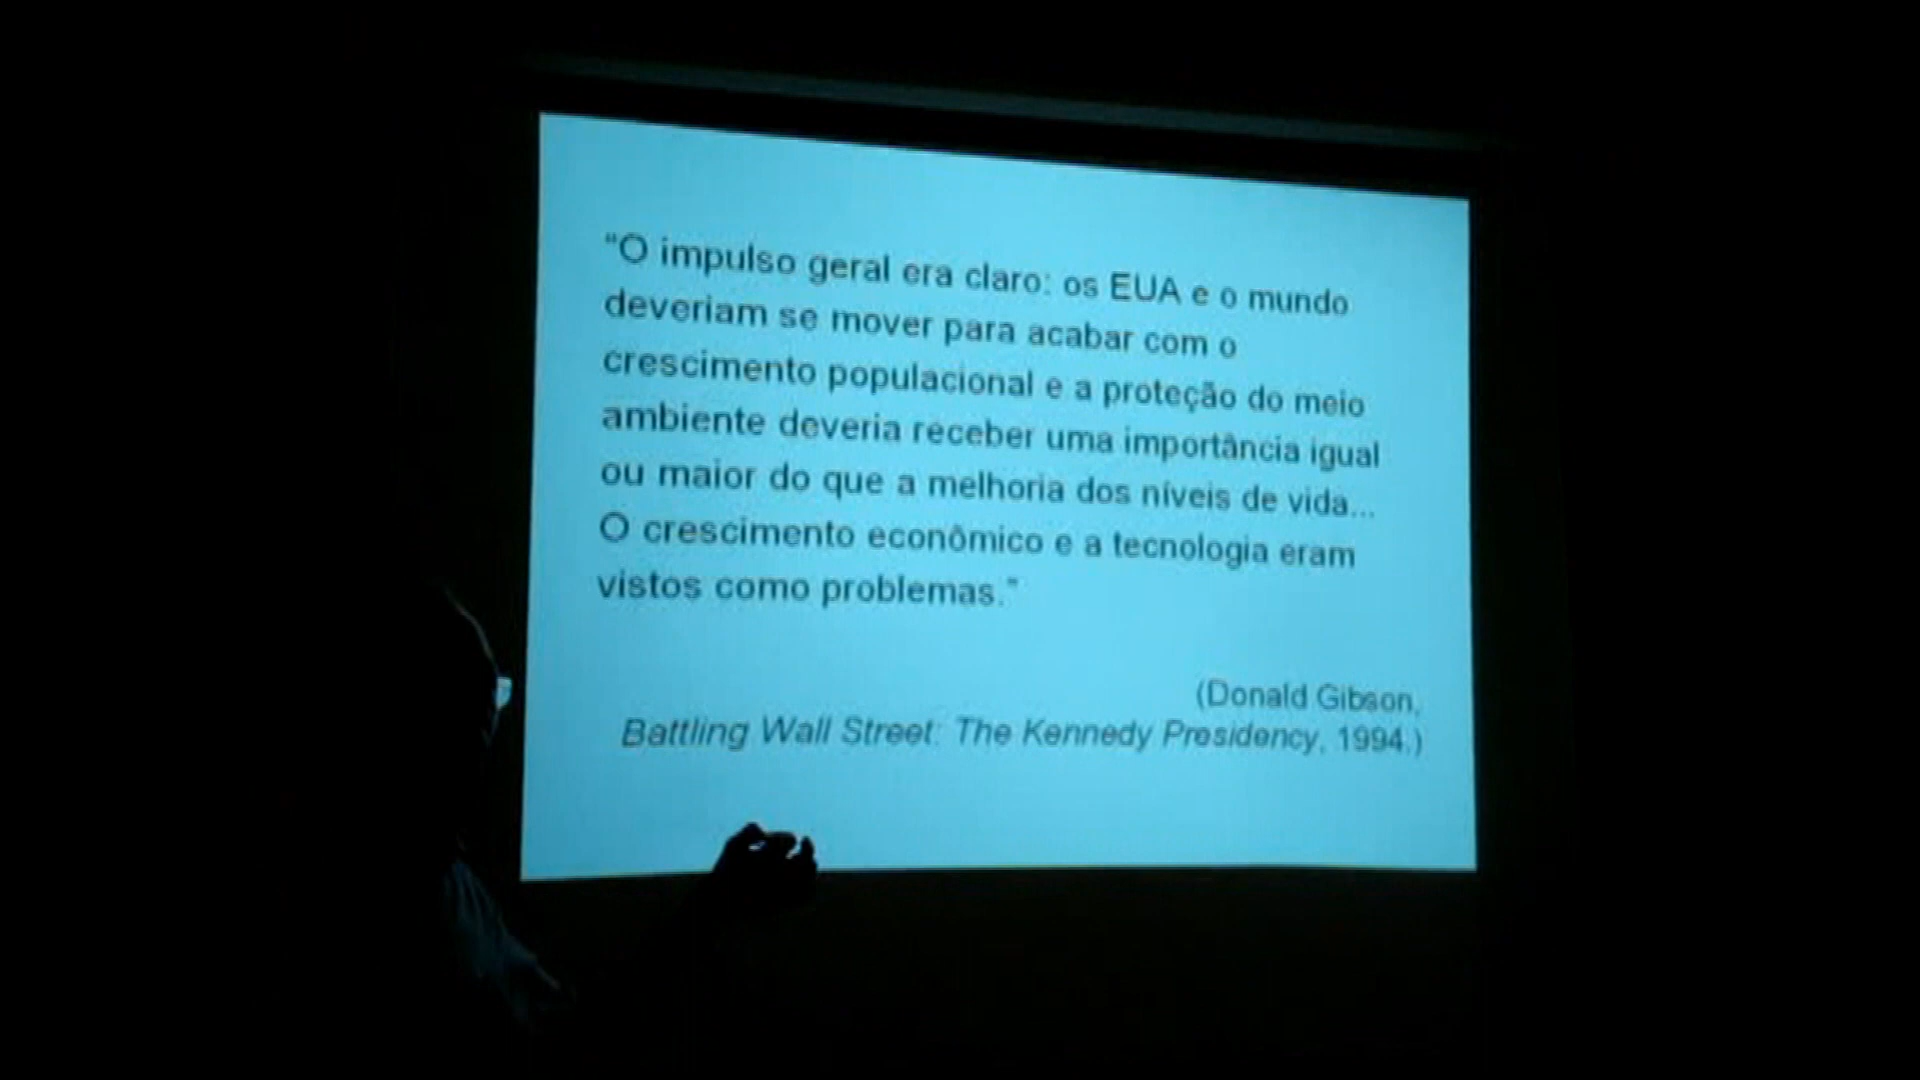 "O impulso geral era claro: os EUA e o mundo
deveriam se mover para acabar com o
crescimento populacional e a proteção do meio
ambiente deveria receber uma importância igual
ou maior do que a melhoria dos níveis de vida...
O crescimento econômico e a tecnologia eram
vistos como problemas."
(Donald Gibson,
Battling Wall Street: The Kennedy Presidency, 1994.)